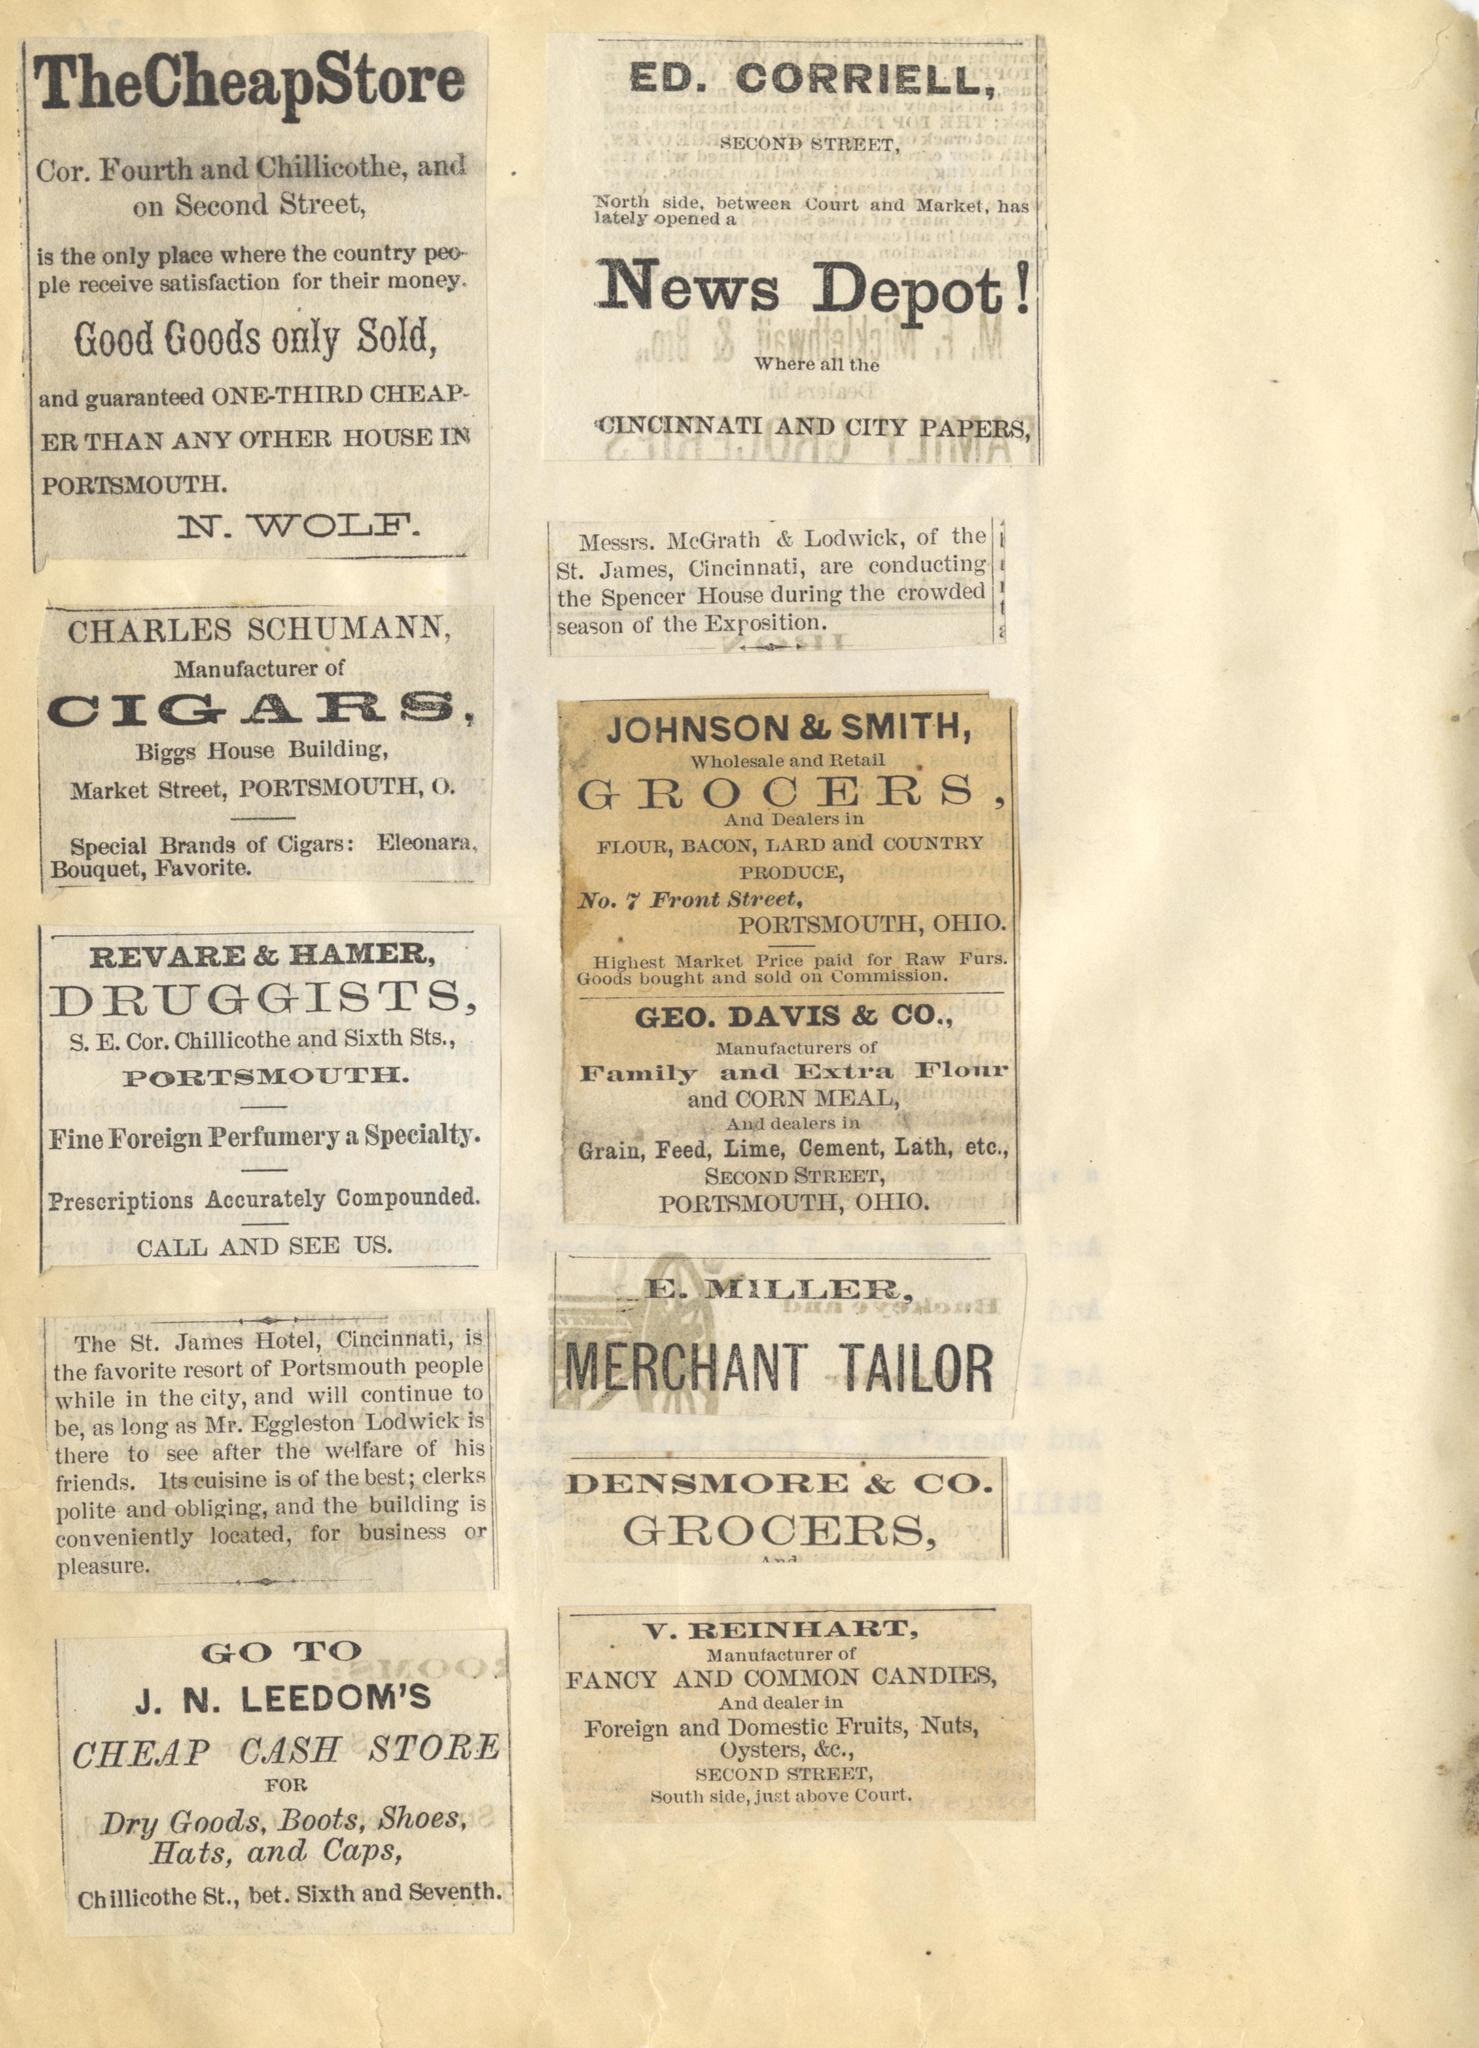 TheCheapStore
Cor. Fourth and Chillicothe, and
on Second Street,
is the only place where the country peo-
ple receive satisfaction for their money.
Good Goods only Sold,
and guaranteed ONE-THIRD CHEAP-
ER THAN ANY OTHER HOUSE IN
PORTSMOUTH.
N. WOLF.
CHARLES SCHUMANN,
Manufacturer of
CIGARS,
Biggs House Building,
Market Street, PORTSMOUTH, O.
Special Brands of Cigars: Eleonara,
Bouquet, Favorite.
REVARE & HAMER,
DRUGGISTS,
S. E. Cor. Chillicothe and Sixth Sts.,
PORTSMOUTH.
Fine Foreign Perfumery a Specialty.
Prescriptions Accurately Compounded.
CALL AND SEE US.
The St. James Hotel, Cincinnati, is
the favorite resort of Portsmouth people
while in the city, and will continue to
be, as long as Mr. Eggleston Lodwick is
there to see after the welfare of his
friends. Its cuisine is of the best; clerks
polite and obliging, and the building is
conveniently located, for business or
pleasure.
GO TO
J. N. LEEDOM'S
CHEAP CASH STORE
FOR
Dry Goods, Boots, Shoes,
Hats, and Caps,
Chillicothe St., bet. Sixth and Seventh.
ED. CORRIELL,
SECOND STREET,
North side, between Court and Market, has
lately opened a
News Depot!
Where all the
CINCINNATI AND CITY PAPERS,
Messrs. McGrath & Lodwick, of the
St. James, Cincinnati, are conducting
the Spencer House during the crowded
season of the Exposition.
JOHNSON & SMITH,
Wholesale and Retail
GROCERS,
And Dealers in
FLOUR, BACON, LARD and COUNTRY
PRODUCE,
No. 7 Front Street,
PORTSMOUTH, OHIO.
Highest Market Price paid for Raw Furs.
Goods bought and sold on Commission.
GEO. DAVIS & CO.,
Manufacturers of
Family and Extra Flour
and CORN MEAL,
And dealers in
Grain, Feed, Lime, Cement, Lath, etc.,
SECOND STREET,
PORTSMOUTH, OHIO.
E. MILLER,
MERCHANT TAILOR
DENSMORE & CO.
GROCERS,
And
V. REINHART,
Manufacturer of
FANCY AND COMMON CANDIES,
And dealer in
Foreign and Domestic Fruits, Nuts,
Oysters, &c.,
SECOND STREET,
South side, just above Court.